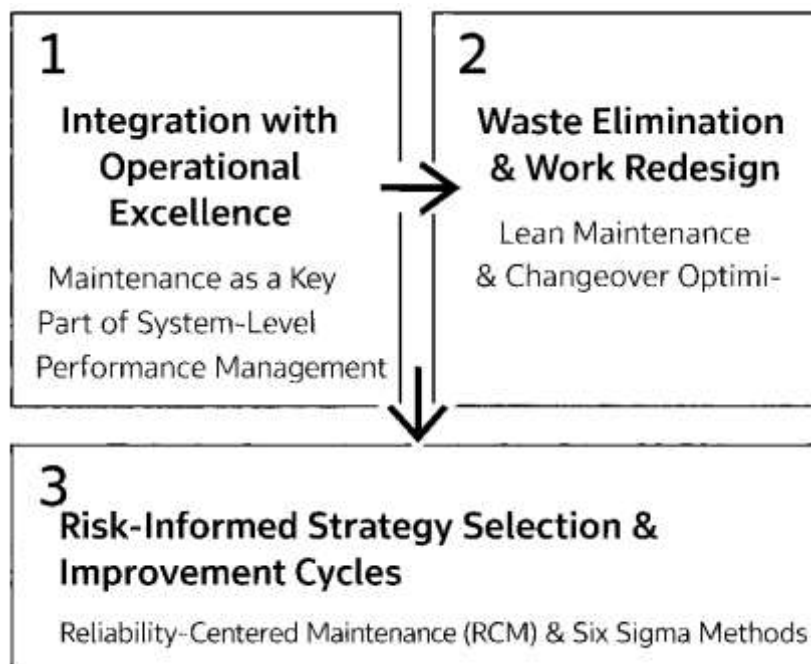 1
Integration with
Operational
Excellence
Maintenance as a Key
Part of System-Level
Performance Management
2
Waste Elimination
& Work Redesign
Lean Maintenance
& Changeover Optimi-
3
Risk-Informed Strategy Selection &
Improvement Cycles
Reliability-Centered Maintenance (RCM) & Six Sigma Methods